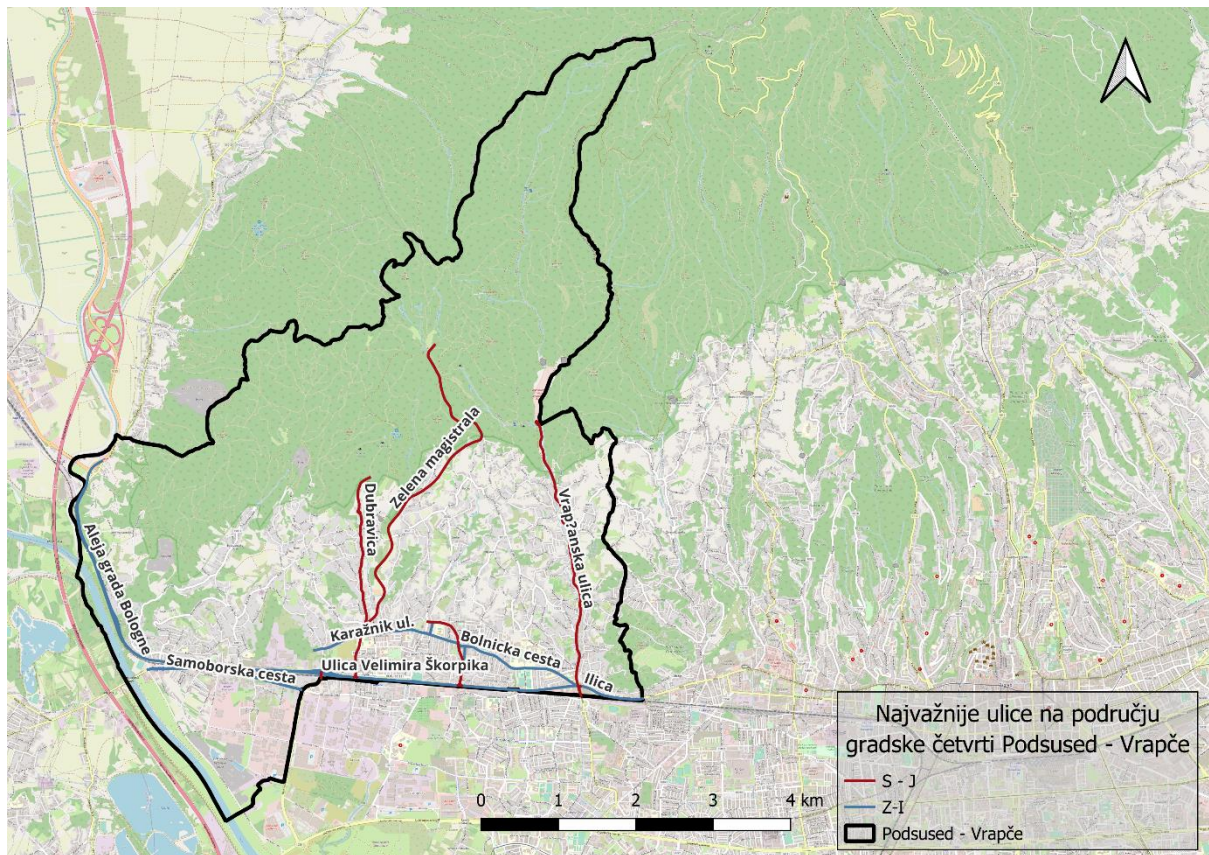 Zelena magistrala
Dubravica
Vrap?anska ulica
Aleja grada Bologne
Karažnik ul.
Bolnicka cesta
Samoborska cesta
Ulica Velimira Škorpika
Ilica
Najvažnije ulice na području
gradske četvrti Podsused - Vrapče
S - J
Z-I
Podsused - Vrapče
0 1 2 3 4 km